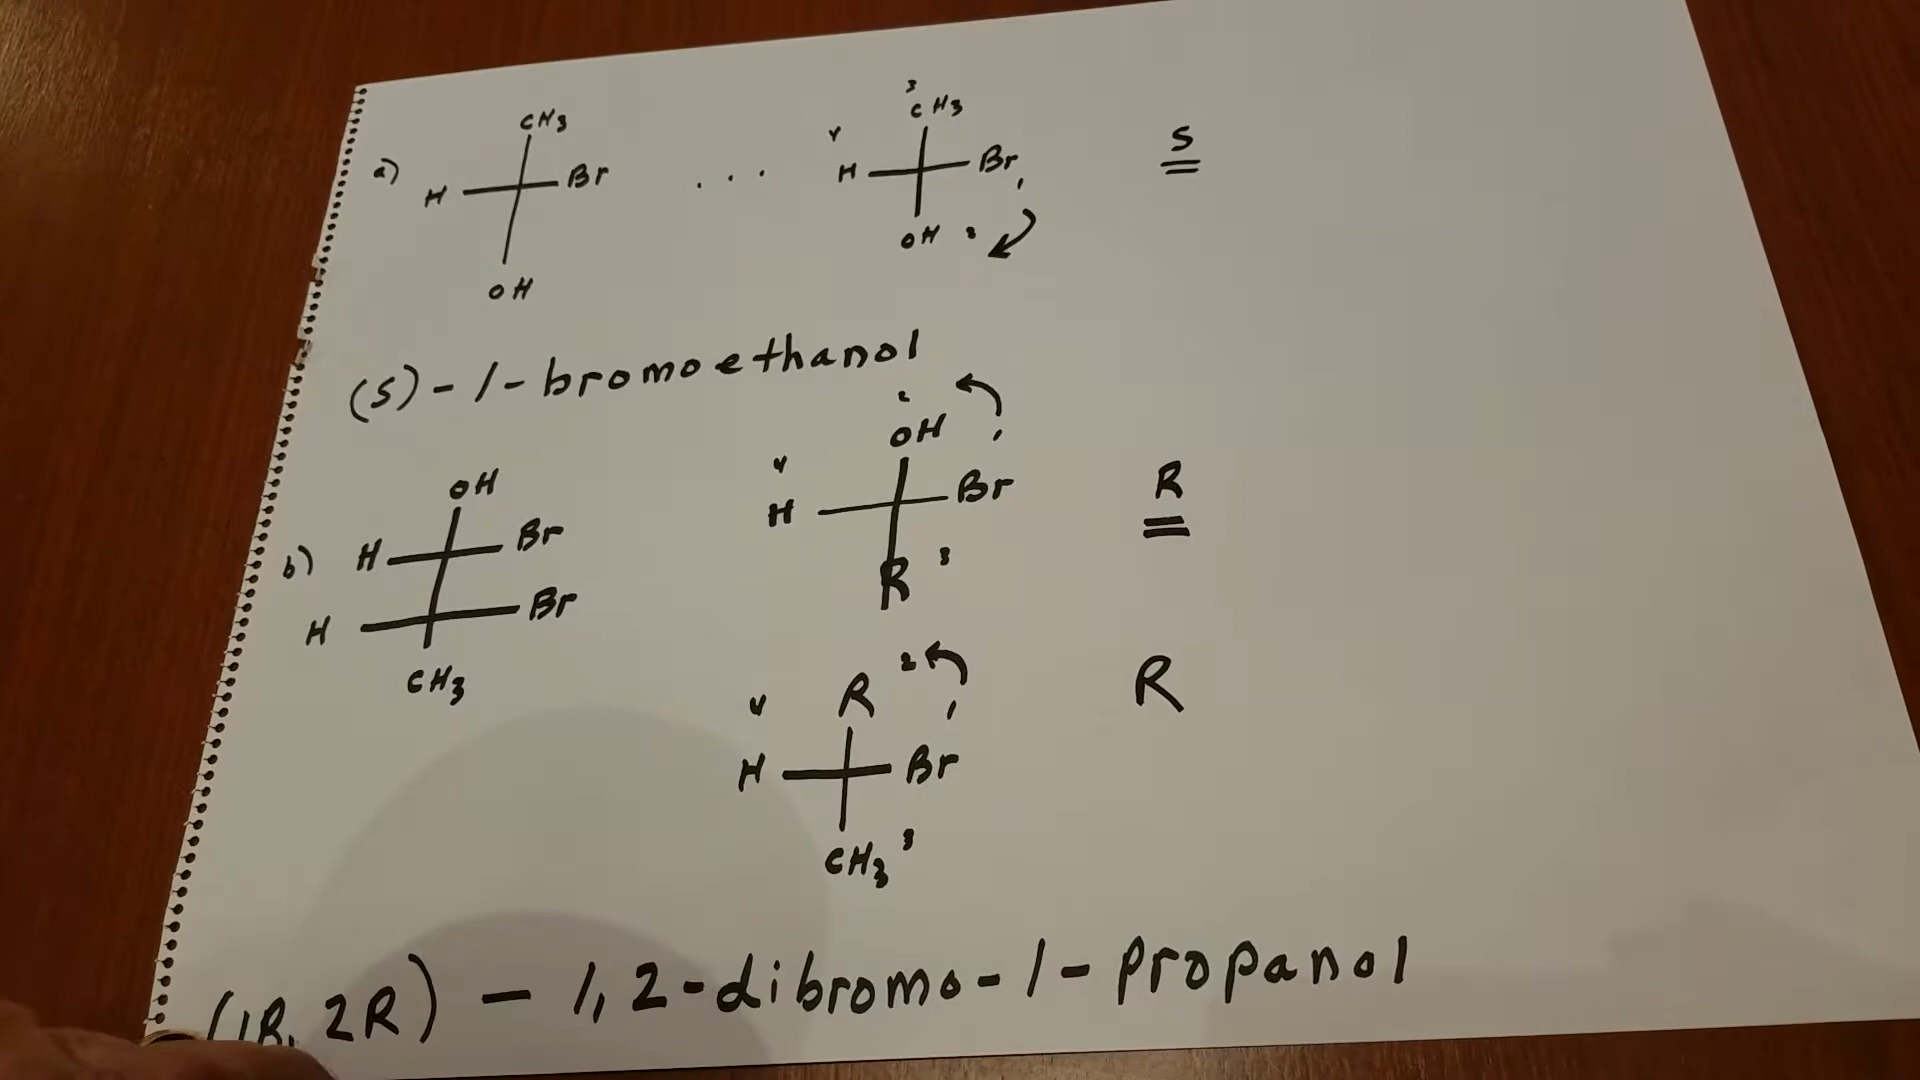 3
CH3 CH3
4
a) H Br ... H Br S
1
OH OH 2
(S)-1-bromoethanol
2
OH OH
4 1
b) H Br H Br R
H Br R 3
CH3
R 2 R
4 1
H Br
CH3 3
(1R, 2R) - 1,2-dibromo-1-propanol